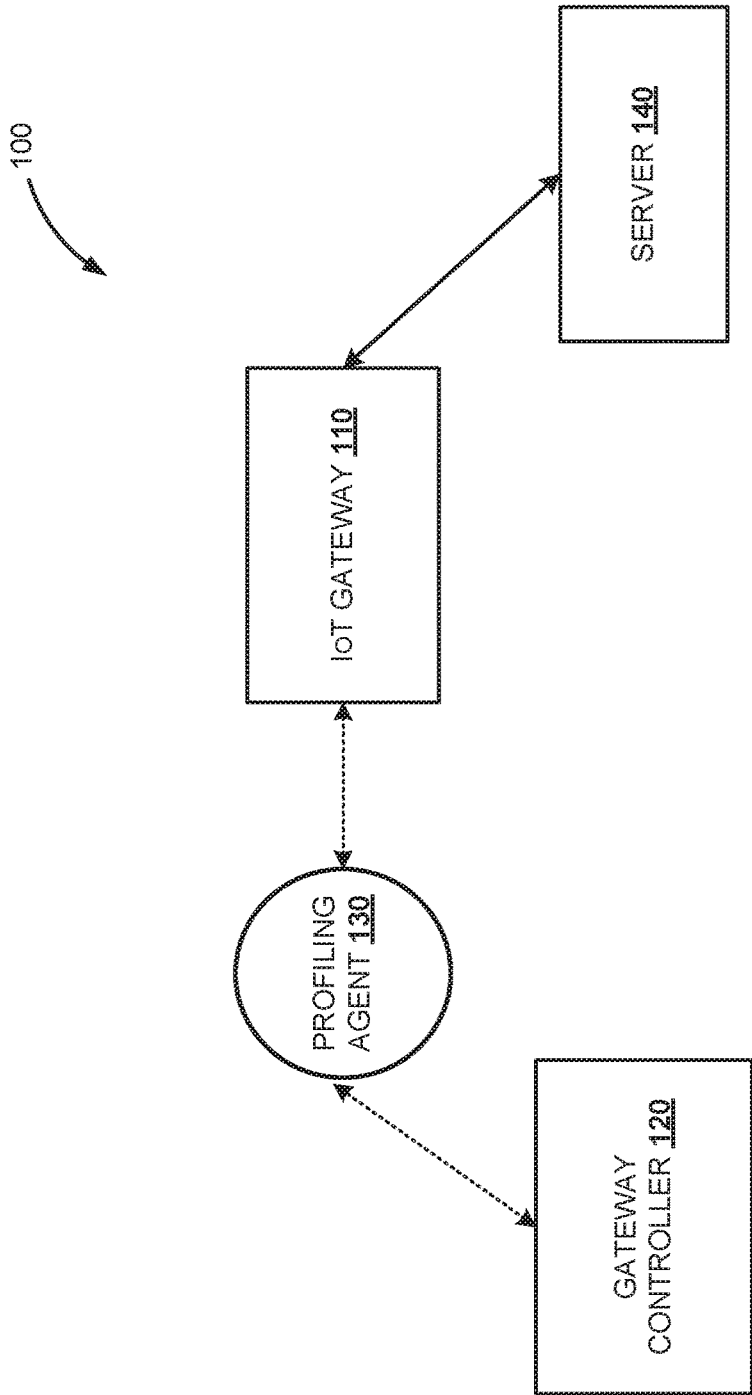 100
PROFILING
AGENT 130
IoT GATEWAY 110
GATEWAY
CONTROLLER 120
SERVER 140